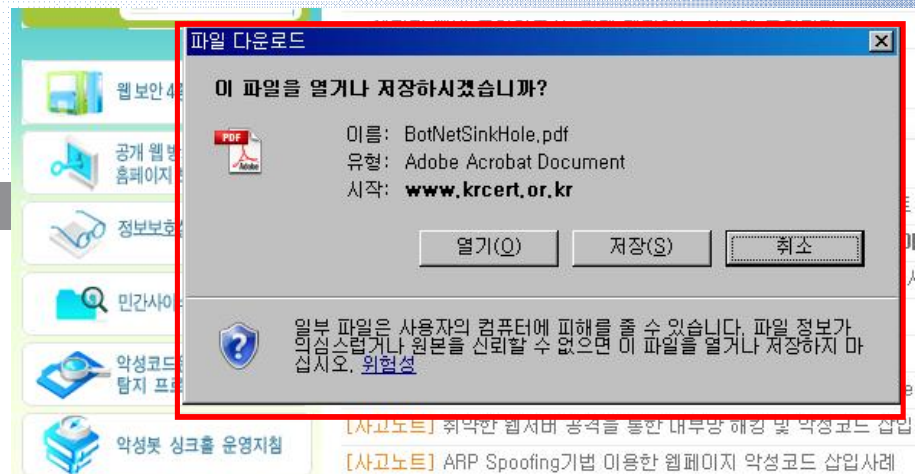 파일 다운로드
이 파일을 열거나 저장하시겠습니까?
이름: BotNetSinkHole.pdf
유형: Adobe Acrobat Document
시작: www.krcert.or.kr
열기(O)
저장(S)
취소
일부 파일은 사용자의 컴퓨터에 피해를 줄 수 있습니다. 파일 정보가
의심스럽거나 원본을 신뢰할 수 없으면 이 파일을 열거나 저장하지 마
십시오. 위험성
웹 보안 4
공개 웹 방
홈페이지
정보보호
민간사이
악성코드
탐지 프로
악성봇 싱크홀 운영지침
[사고노트] 취약한 웹서버 공격을 통한 내부망 해킹 및 악성코드 삽입
[사고노트] ARP Spoofing기법 이용한 웹페이지 악성코드 삽입사례